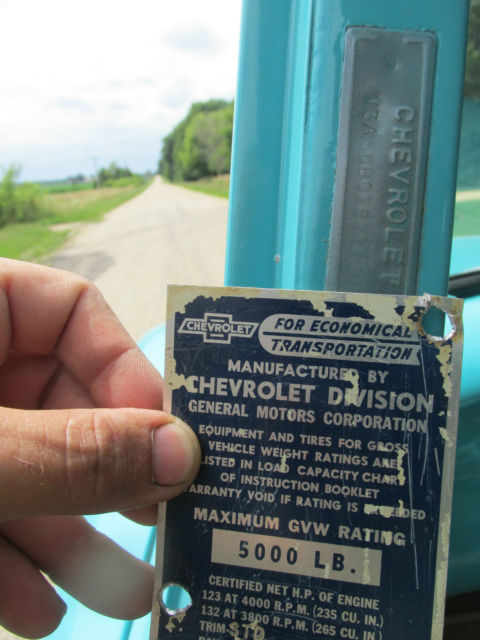 CHEVROLET
CHEVROLET
FOR ECONOMICAL
TRANSPORTATION
MANUFACTURED BY
CHEVROLET DIVISION
GENERAL MOTORS CORPORATION
EQUIPMENT AND TIRES FOR GROSS
VEHICLE WEIGHT RATINGS ARE
LISTED IN LOAD CAPACITY CHART
OF INSTRUCTION BOOKLET
WARRANTY VOID IF RATING IS EXCEEDED
MAXIMUM GVW RATING
5000 LB.
CERTIFIED NET H.P. OF ENGINE
123 AT 4000 R.P.M. (235 CU. IN.)
132 AT 3800 R.P.M. (265 CU. IN.)
TRIM-STD